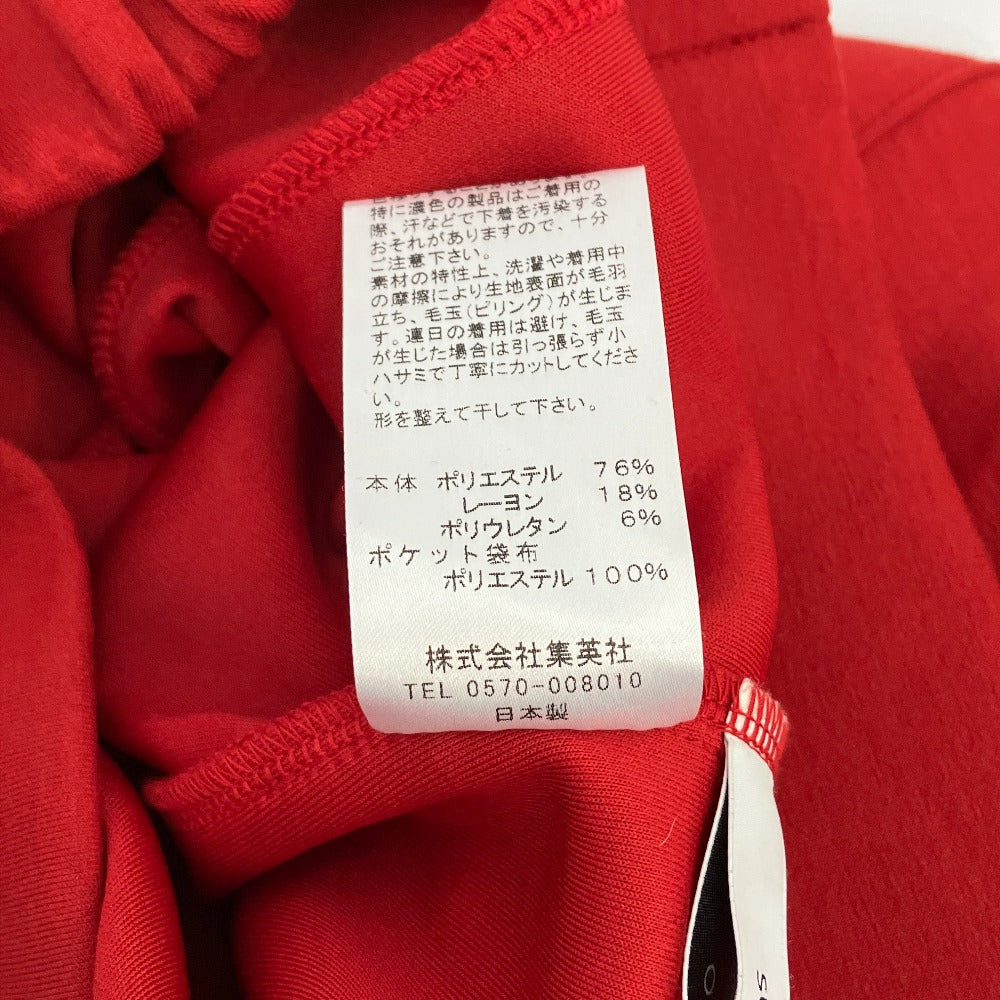 特に濃色の製品はご着用の
際、汗などで下着を汚染する
おそれがありますので、十分
ご注意下さい。
素材の特性上、洗濯や着用中
の摩擦により生地表面が毛羽
立ち、毛玉(ピリング)が生じま
す。連日の着用は避け、毛玉
が生じた場合は引っ張らず小
ハサミで丁寧にカットしてくださ
い。
形を整えて干して下さい。
本体 ポリエステル 76%
レーヨン 18%
ポリウレタン 6%
ポケット袋布
ポリエステル 100%
株式会社集英社
TEL 0570-008010
日本製